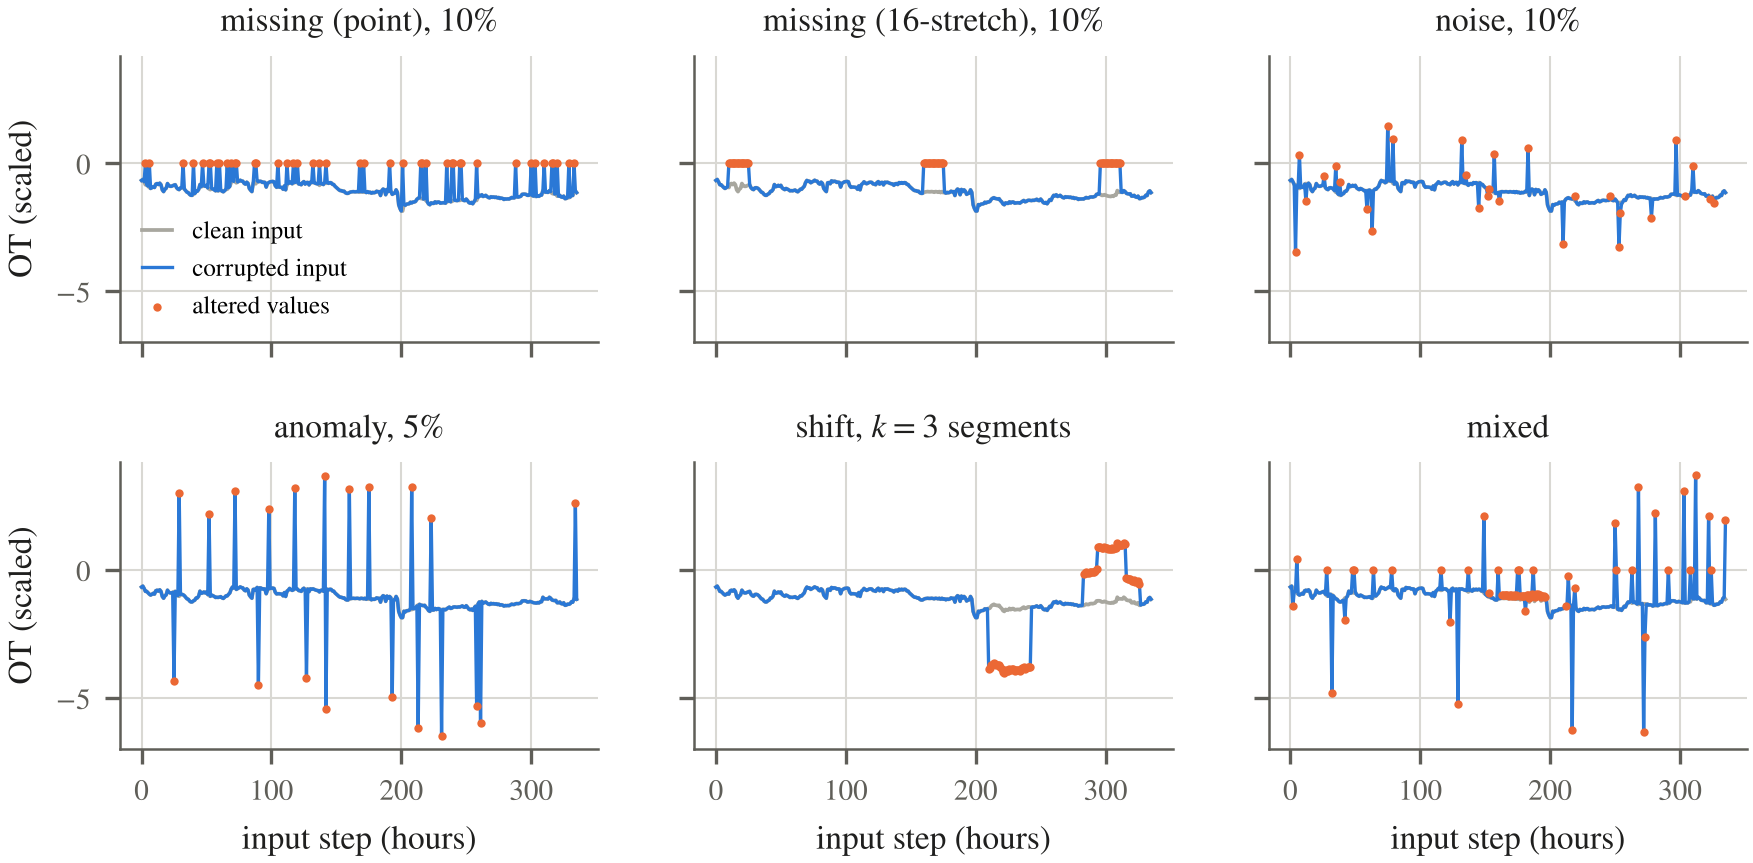 missing (point), 10%
missing (16-stretch), 10%
noise, 10%
OT (scaled)
0
−5
clean input
corrupted input
altered values
anomaly, 5%
shift, k = 3 segments
mixed
OT (scaled)
0
−5
0 100 200 300
0 100 200 300
0 100 200 300
input step (hours)
input step (hours)
input step (hours)